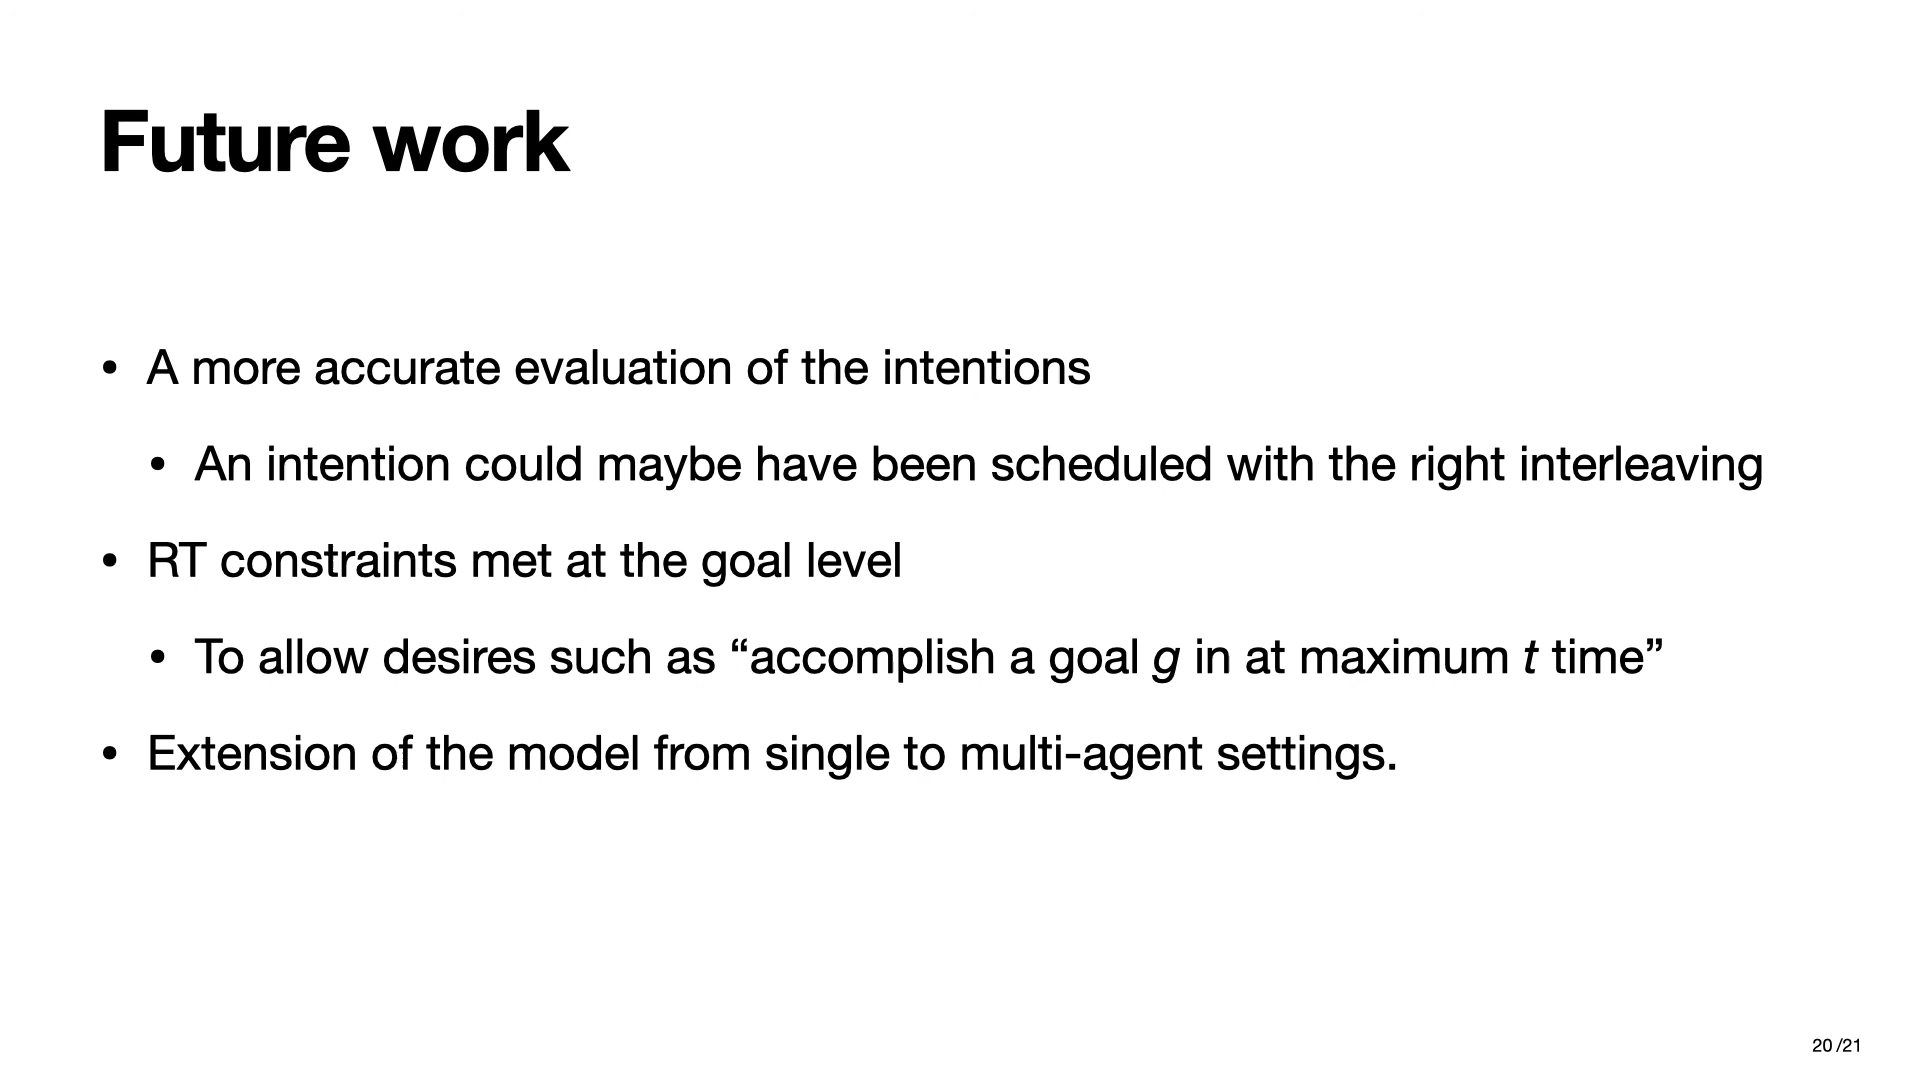 Future work
• A more accurate evaluation of the intentions
• An intention could maybe have been scheduled with the right interleaving
• RT constraints met at the goal level
• To allow desires such as “accomplish a goal g in at maximum t time”
• Extension of the model from single to multi-agent settings.
20 /21